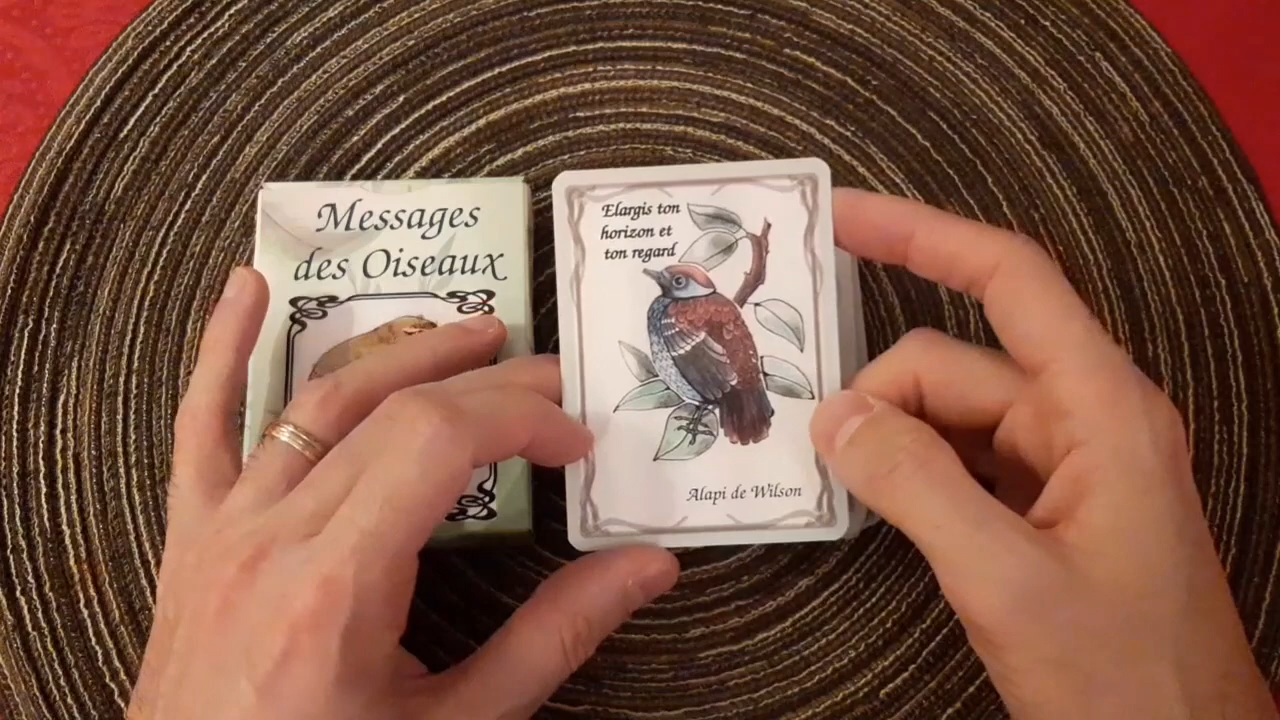 Messages
des Oiseaux
Elargis ton
horizon et
ton regard
Alapi de Wilson